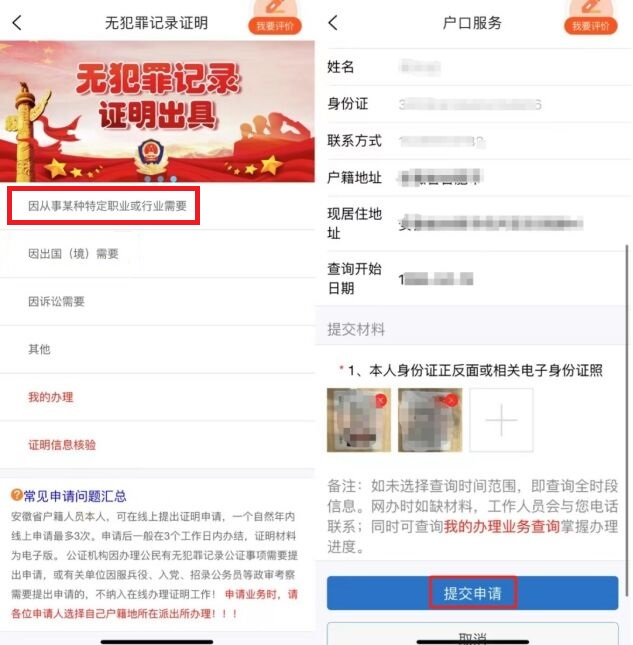 无犯罪记录证明
我要评价
无犯罪记录
证明出具
因从事某种特定职业或行业需要
因出国（境）需要
因诉讼需要
其他
我的办理
证明信息核验
常见申请问题汇总
安徽省户籍人员本人，可在线上提出证明申请，一个自然年内
线上申请最多3次。申请后一般在3个工作日内办结，证明材料
为电子版。 公证机构因办理公民有无犯罪记录公证事项需要提
出申请，或有关单位因服兵役、入党、招录公务员等政审考察
需要提出申请的，不纳入在线办理证明工作！ 申请业务时，请
各位申请人选择自己户籍地所在派出所办理！！！
户口服务
我要评价
姓名
身份证
联系方式
户籍地址
现居住地
址
查询开始
日期
提交材料
* 1、本人身份证正反面或相关电子身份证照
备注：如未选择查询时间范围，即查询全时段
信息。网办时如缺材料，工作人员会与您电话
联系；同时可查询我的办理业务查询掌握办理
进度。
提交申请
取消